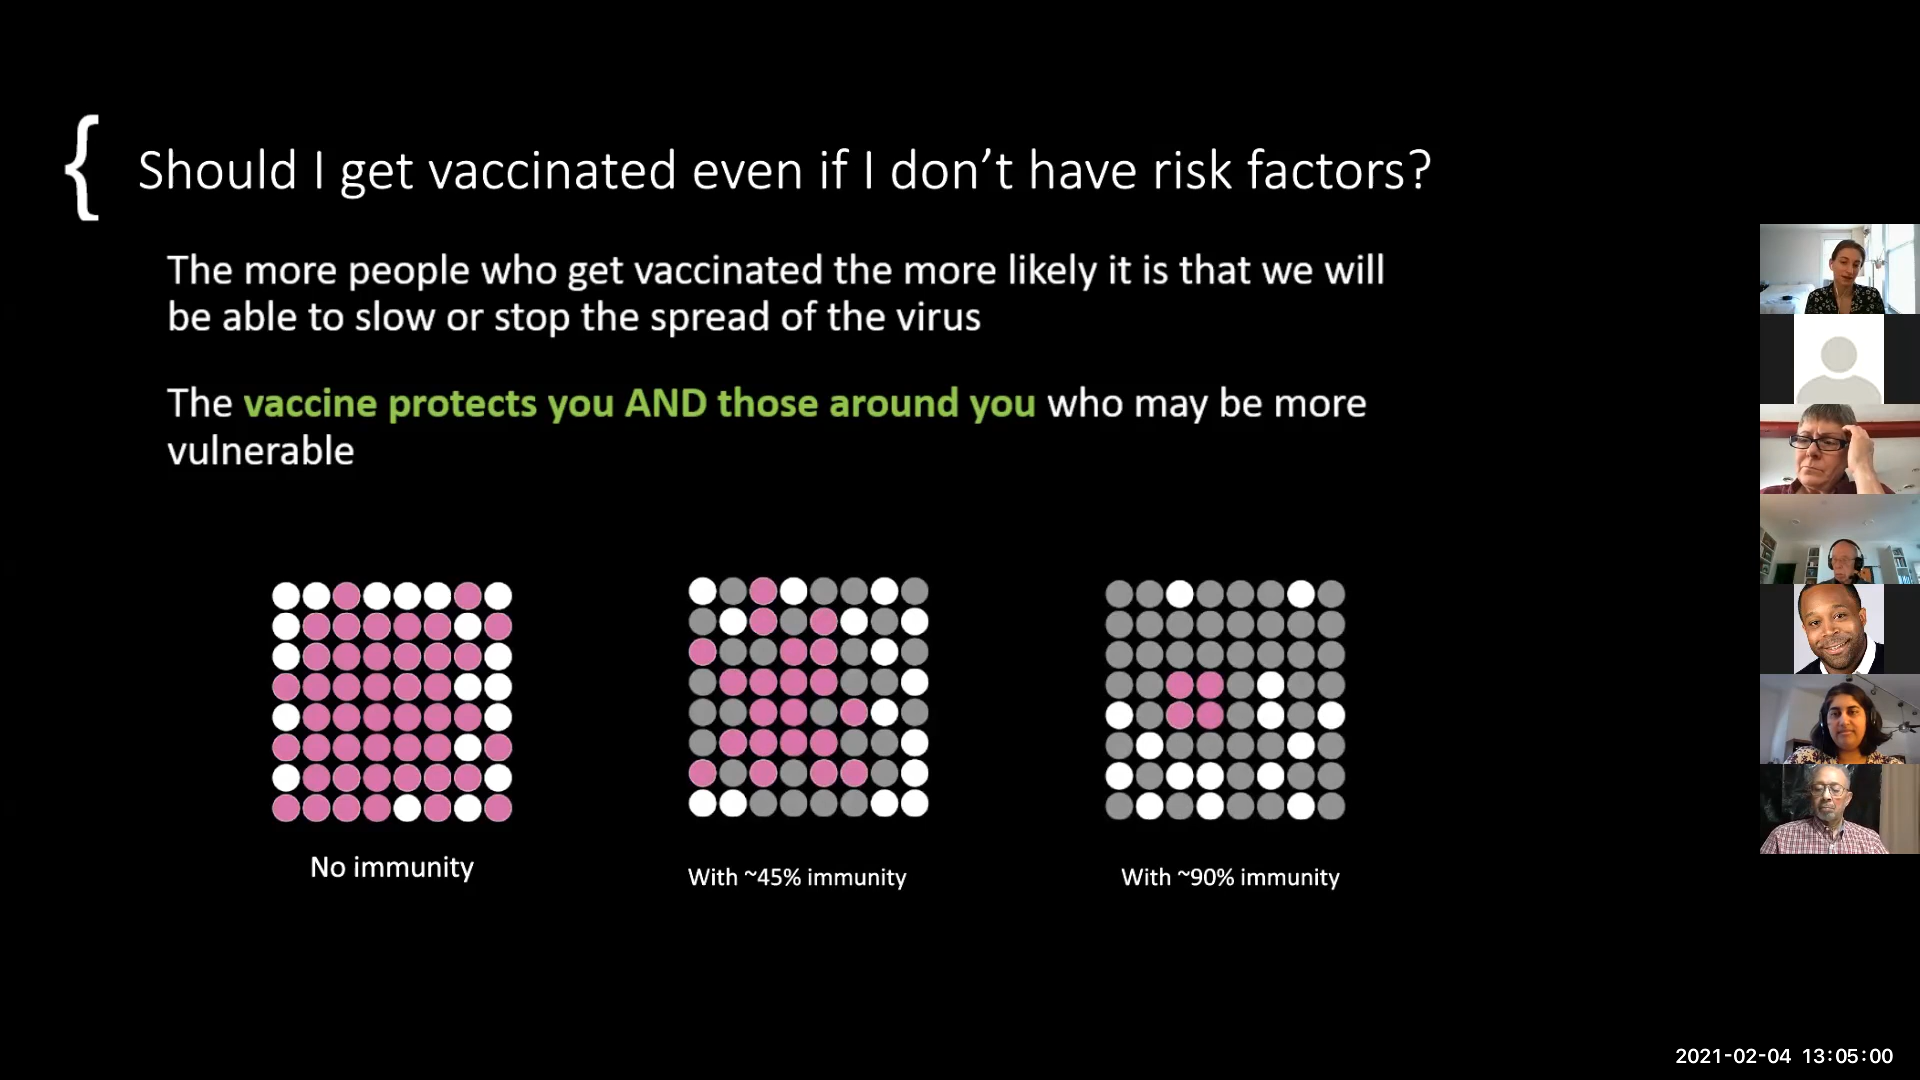 { Should I get vaccinated even if I don’t have risk factors?
The more people who get vaccinated the more likely it is that we will
be able to slow or stop the spread of the virus
The vaccine protects you AND those around you who may be more
vulnerable
No immunity
With ~45% immunity
With ~90% immunity
2021-02-04 13:05:00